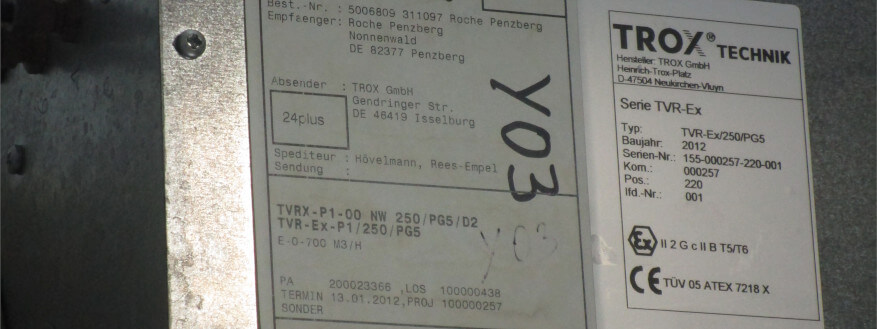 Best.-Nr. : 5006809 311097 Roche Penzberg
Empfaenger: Roche Penzberg
Nonnenwald
DE 82377 Penzberg
Absender : TROX GmbH
Gendringer Str.
DE 46419 Isselburg
24plus
Spediteur : Hövelmann, Rees-Empel
Sendung :
Y03
TVRX-P1-00 NW 250/PG5/D2
TVR-Ex-P1/250/PG5
E-0-700 M3/H
Y03
PA 200023366 ,LOS 100000438
TERMIN 13.01.2012,PROJ 100000257
SONDER
TROX® TECHNIK
Hersteller: TROX GmbH
Heinrich-Trox-Platz
D-47504 Neukirchen-Vluyn
Serie TVR-Ex
Typ: TVR-Ex/250/PG5
Baujahr: 2012
Serien-Nr.: 155-000257-220-001
Kom.: 000257
Pos.: 220
lfd.-Nr.: 001
Ex II 2 G c II B T5/T6
CE TÜV 05 ATEX 7218 X